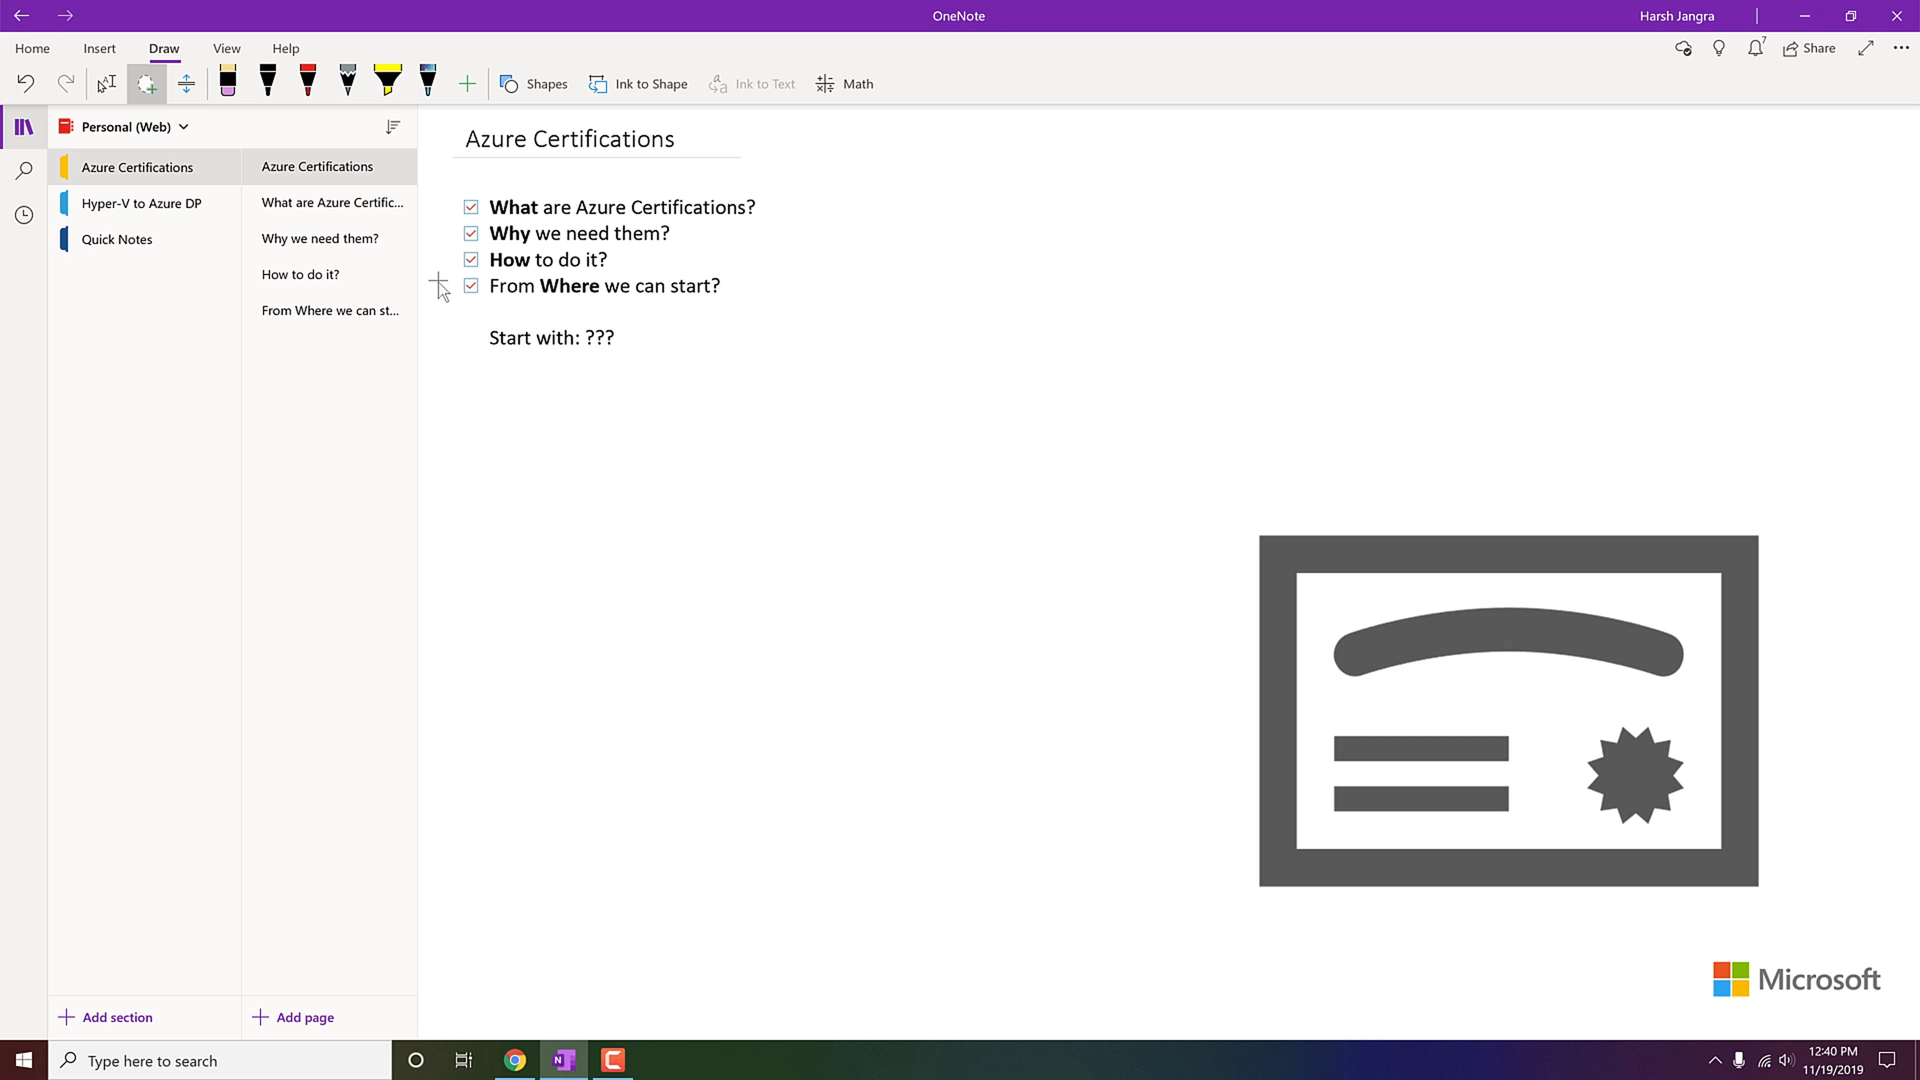 OneNote
Harsh Jangra
Home Insert Draw View Help
7
Share
Shapes
Ink to Shape
Ink to Text
Math
Personal (Web)
Azure Certifications
Hyper-V to Azure DP
Quick Notes
Azure Certifications
What are Azure Certific...
Why we need them?
How to do it?
From Where we can st...
Azure Certifications
What are Azure Certifications?
Why we need them?
How to do it?
From Where we can start?
Start with: ???
Microsoft
Add section
Add page
Type here to search
12:40 PM
11/19/2019